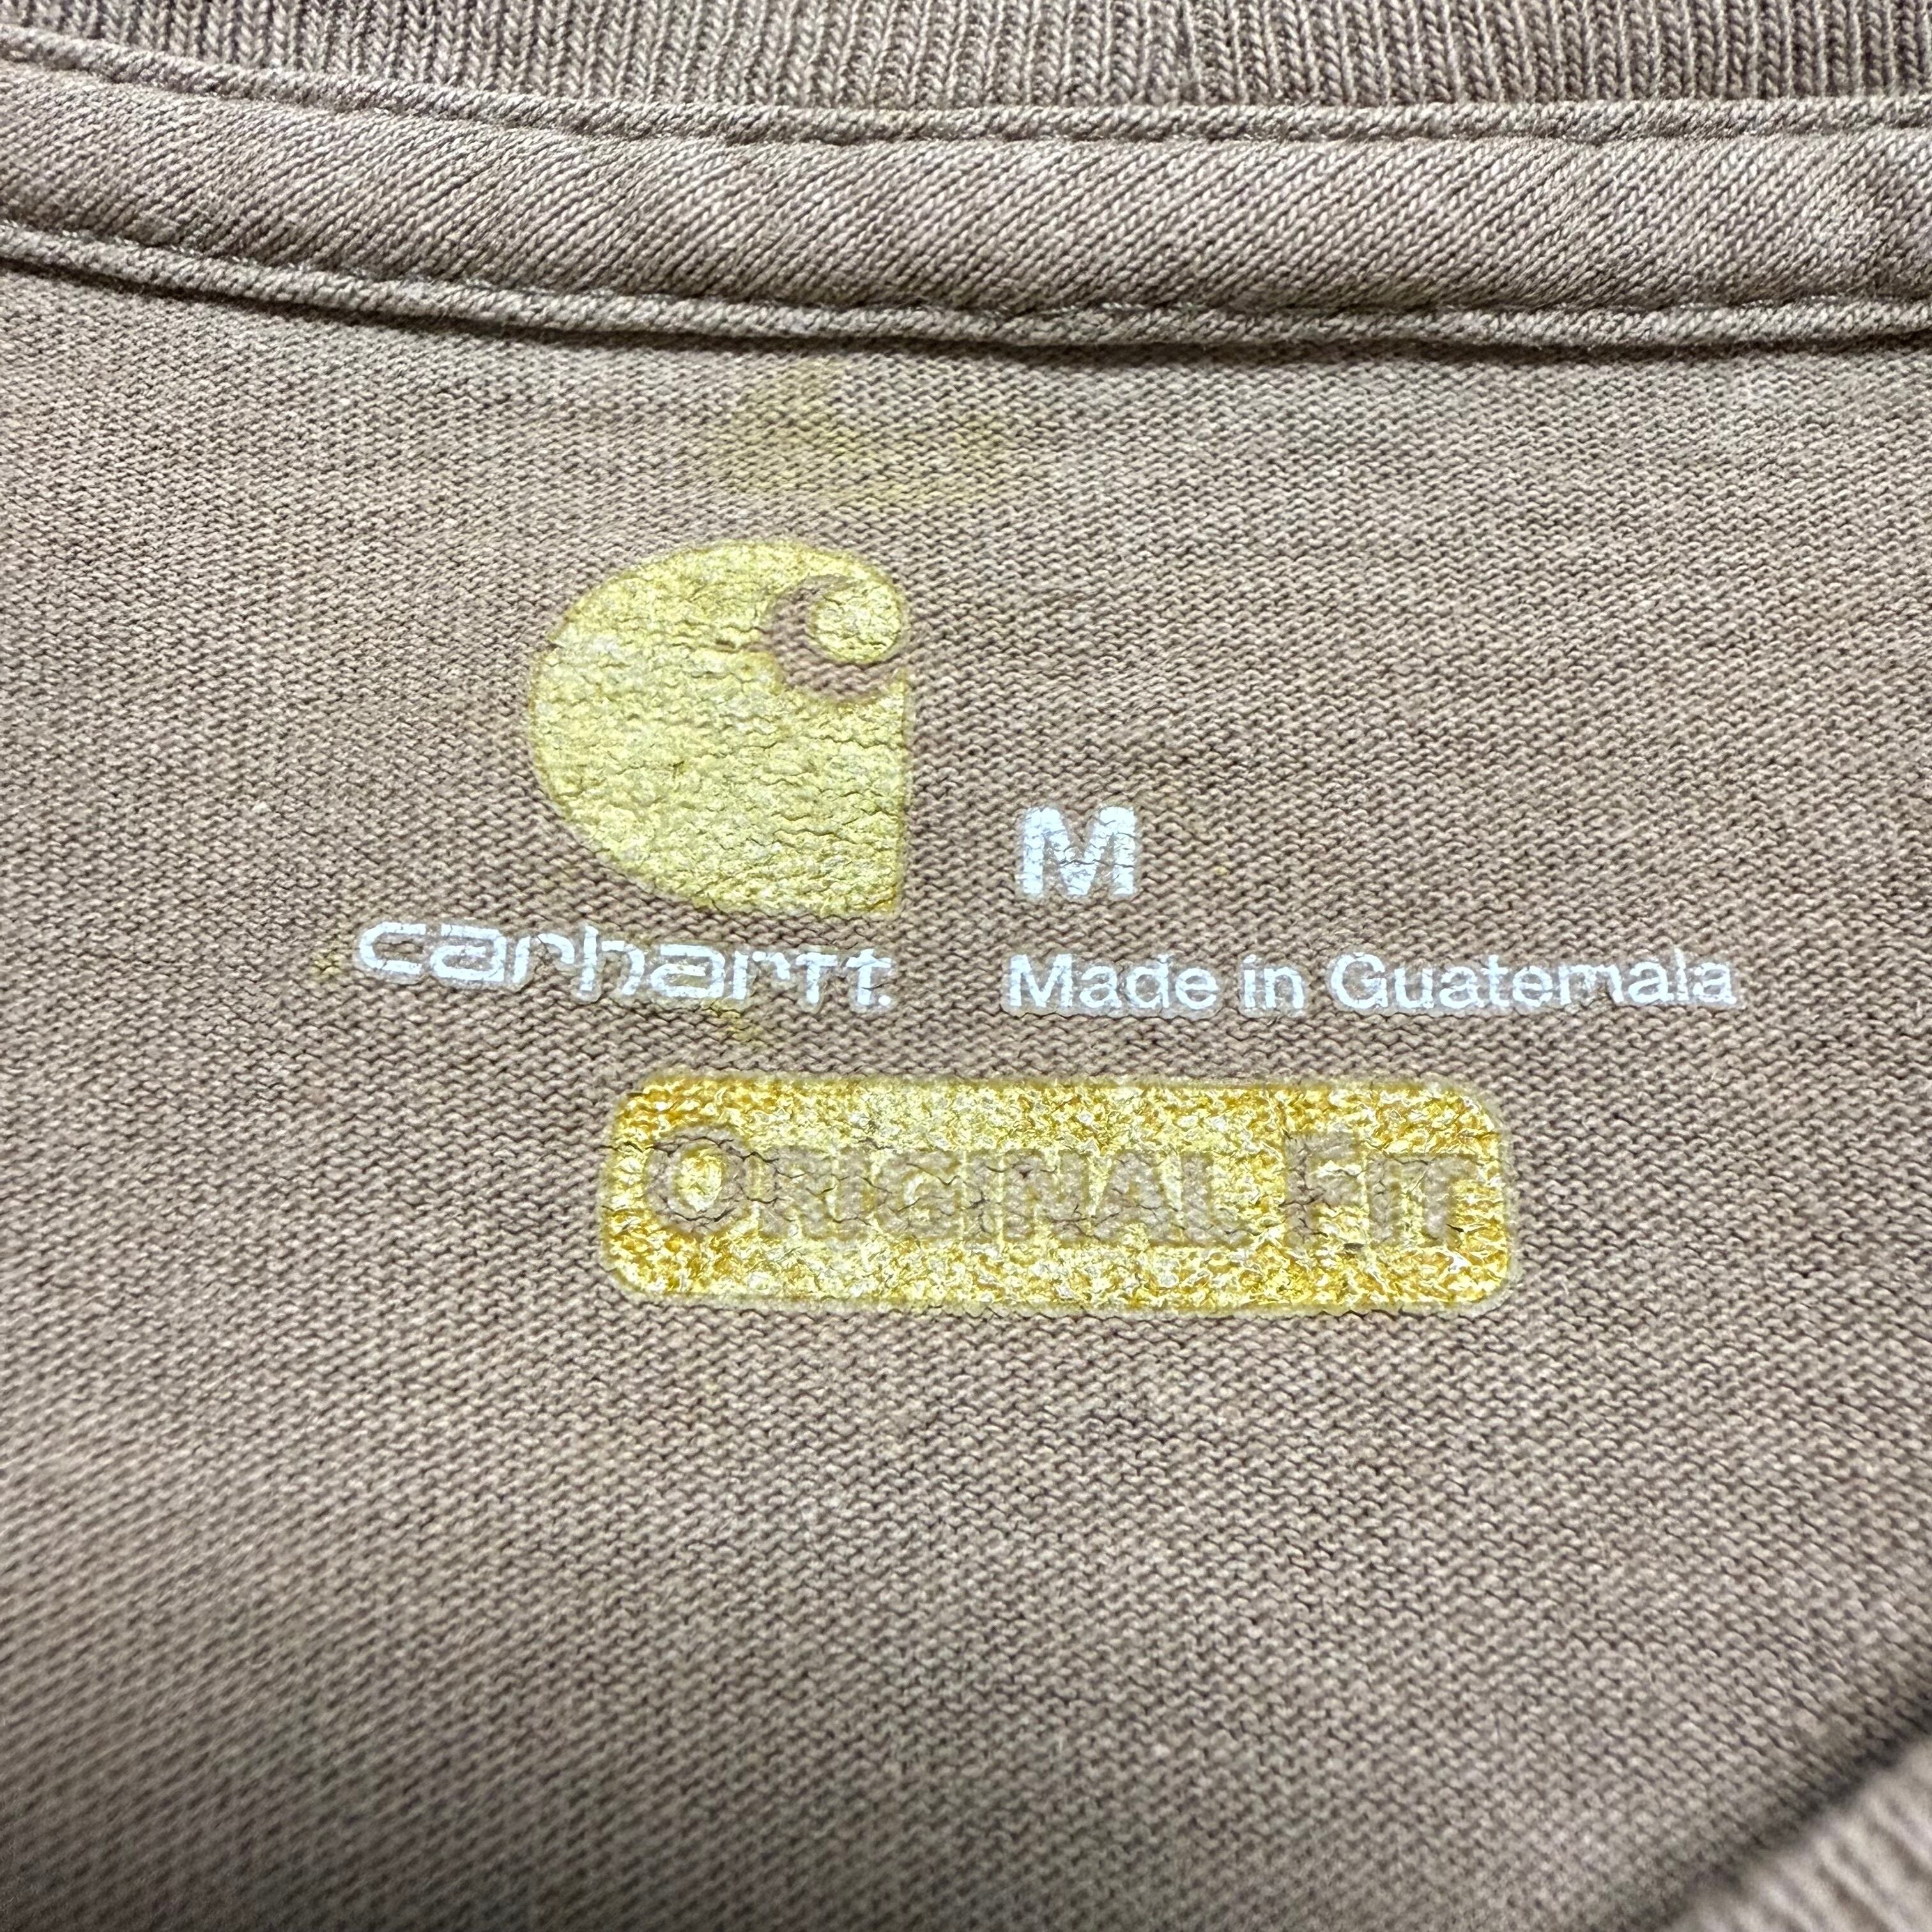 M
carhartt.
Made in Guatemala
ORIGINAL FIT